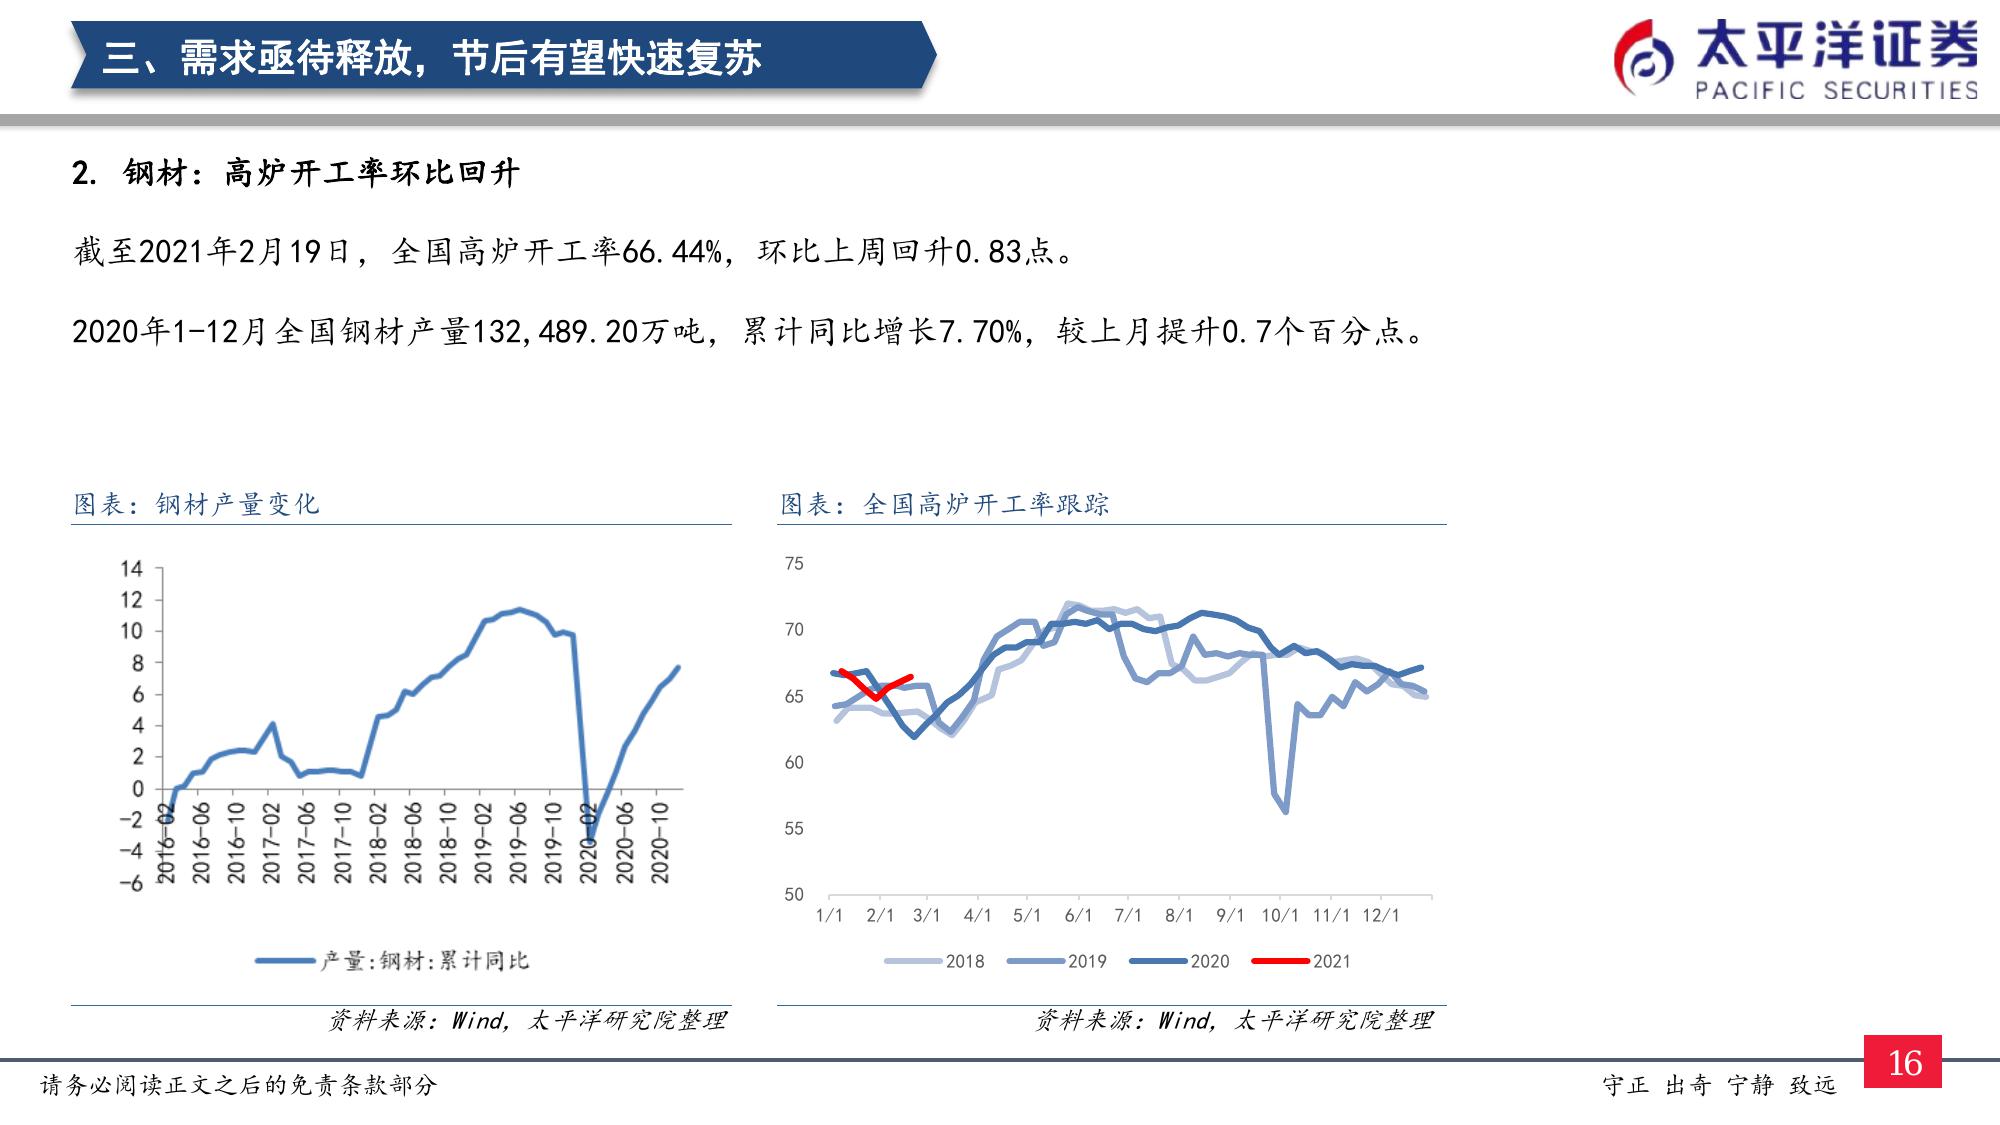 三、需求亟待释放，节后有望快速复苏
太平洋证券
PACIFIC SECURITIES
2. 钢材：高炉开工率环比回升
截至2021年2月19日，全国高炉开工率66.44%，环比上周回升0.83点。
2020年1-12月全国钢材产量132,489.20万吨，累计同比增长7.70%，较上月提升0.7个百分点。
图表：钢材产量变化
14
12
10
8
6
4
2
0
-2
-4
-6
2016-02 2016-06 2016-10 2017-02 2017-06 2017-10 2018-02 2018-06 2018-10 2019-02 2019-06 2019-10 2020-02 2020-06 2020-10
产量:钢材:累计同比
资料来源：Wind，太平洋研究院整理
图表：全国高炉开工率跟踪
75
70
65
60
55
50
1/1 2/1 3/1 4/1 5/1 6/1 7/1 8/1 9/1 10/1 11/1 12/1
2018 2019 2020 2021
资料来源：Wind，太平洋研究院整理
请务必阅读正文之后的免责条款部分
守正 出奇 宁静 致远
16